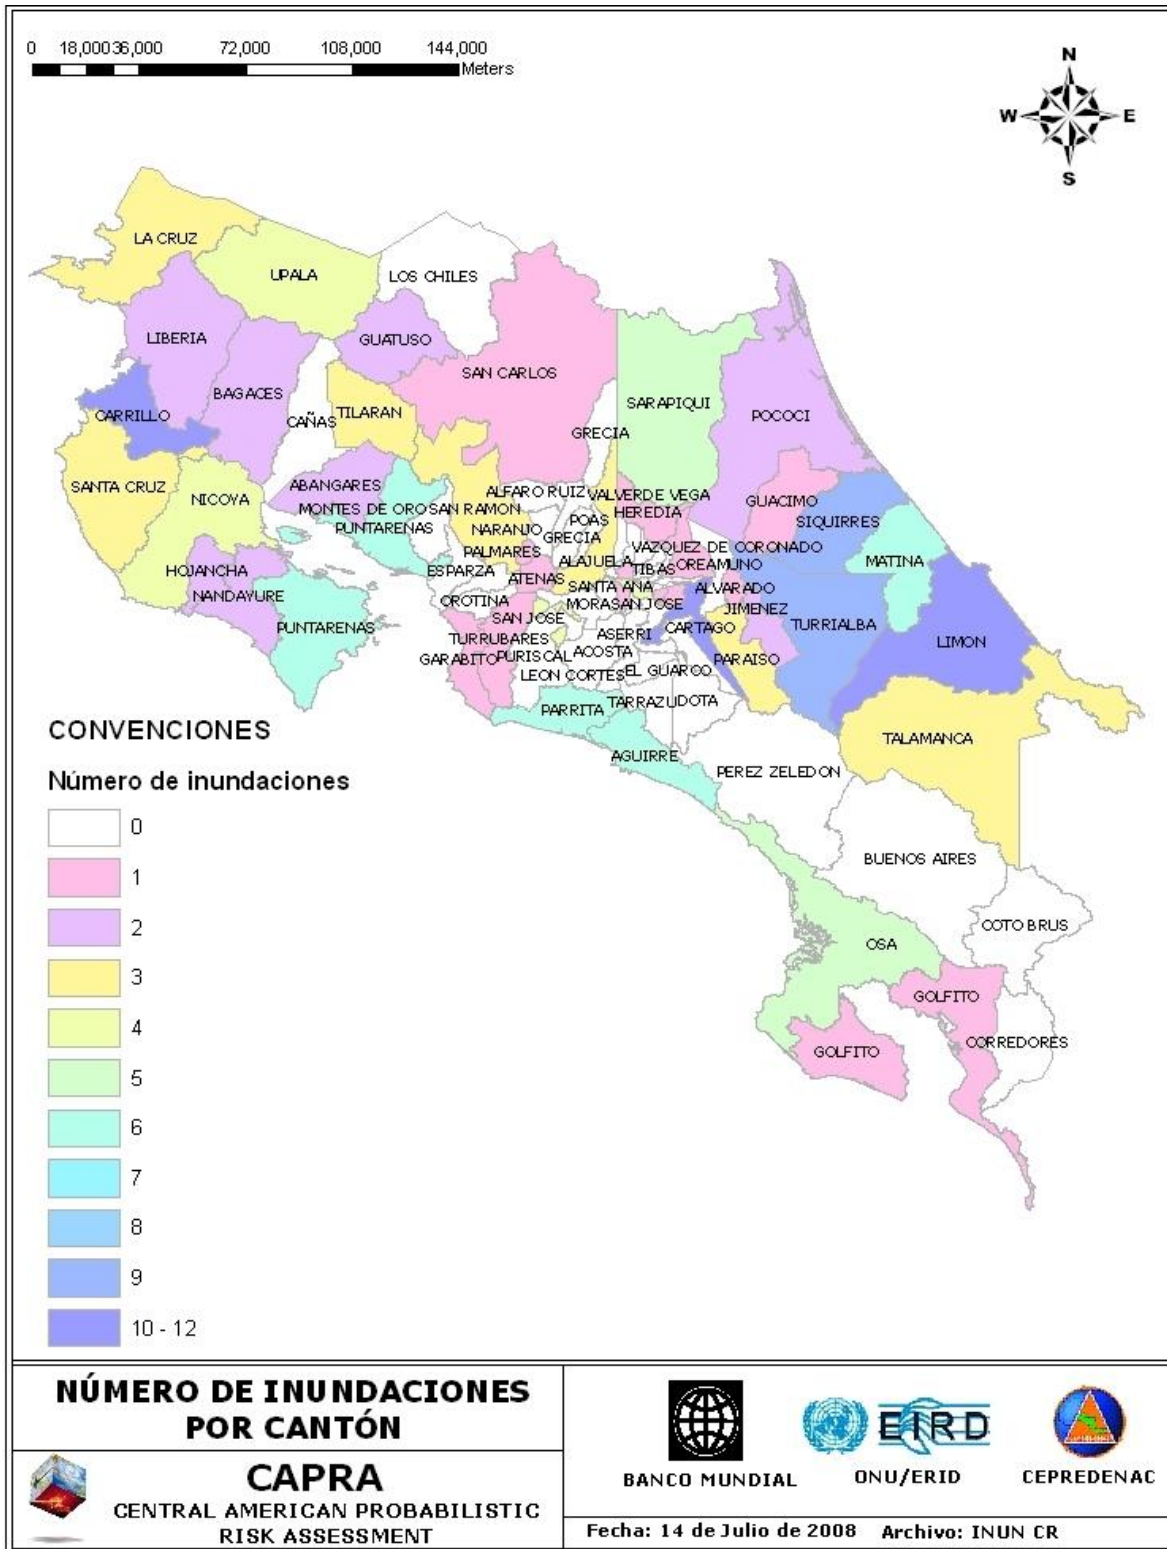 0 18,000 36,000 72,000 108,000 144,000
Meters
N
W E
S
LA CRUZ
UPALA
LOS CHILES
LIBERIA
GUATUSO
SAN CARLOS
BAGACES
CARRILLO
CAÑAS
TILARAN
SARAPIQUI
POCOCI
GRECIA
SANTA CRUZ
NICOYA
ABANGARES
ALFARO RUIZ
VALVERDE VEGA
GUACIMO
MONTES DE ORO
SAN RAMON
POAS
HEREDIA
SIQUIRRES
PUNTARENAS
NARANJO
GRECIA
VAZQUEZ DE CORONADO
PALMARES
ALAJUELA
TIBAS
OREAMUNO
MATINA
HOJANCHA
ESPARZA
ATENAS
SANTA ANA
ALVARADO
NANDAYURE
OROTINA
MORA
SAN JOSE
JIMENEZ
PUNTARENAS
SAN JOSE
CARTAGO
TURRIALBA
TURRUBARES
ASERRI
LIMON
GARABITO
PURISCAL
ACOSTA
PARAISO
LEON CORTES
EL GUARCO
PARRITA
TARRAZU
DOTA
TALAMANCA
AGUIRRE
PEREZ ZELEDON
BUENOS AIRES
COTO BRUS
OSA
GOLFITO
CORREDORES
GOLFITO
CONVENCIONES
Número de inundaciones
0
1
2
3
4
5
6
7
8
9
10 - 12
NÚMERO DE INUNDACIONES
POR CANTÓN
CAPRA
CENTRAL AMERICAN PROBABILISTIC
RISK ASSESSMENT
EIRD
BANCO MUNDIAL
ONU/ERID
CEPREDENAC
Fecha: 14 de Julio de 2008 Archivo: INUN CR